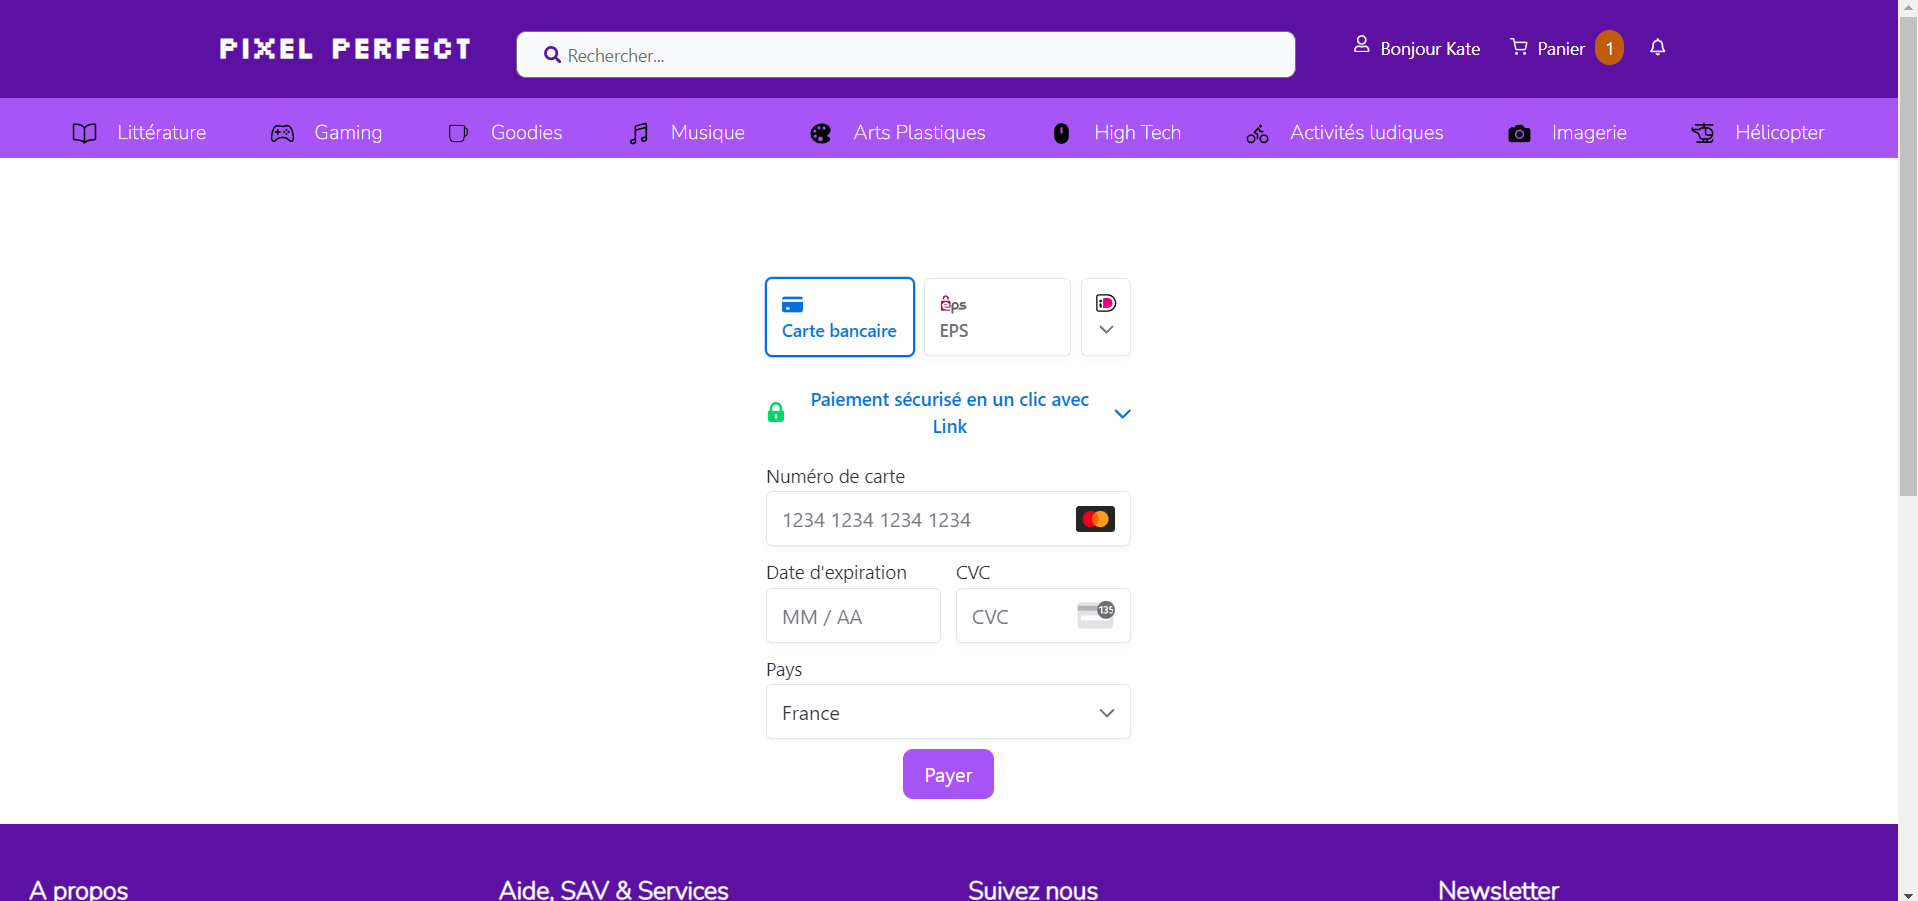 PIXEL PERFECT
Rechercher...
Bonjour Kate
Panier 1
Littérature Gaming Goodies Musique Arts Plastiques High Tech Activités ludiques Imagerie Hélicopter
eps
iD
Carte bancaire
EPS
Paiement sécurisé en un clic avec
Link
Numéro de carte
1234 1234 1234 1234
Date d'expiration
CVC
MM / AA
CVC
135
Pays
France
Payer
A propos
Aide, SAV & Services
Suivez nous
Newsletter